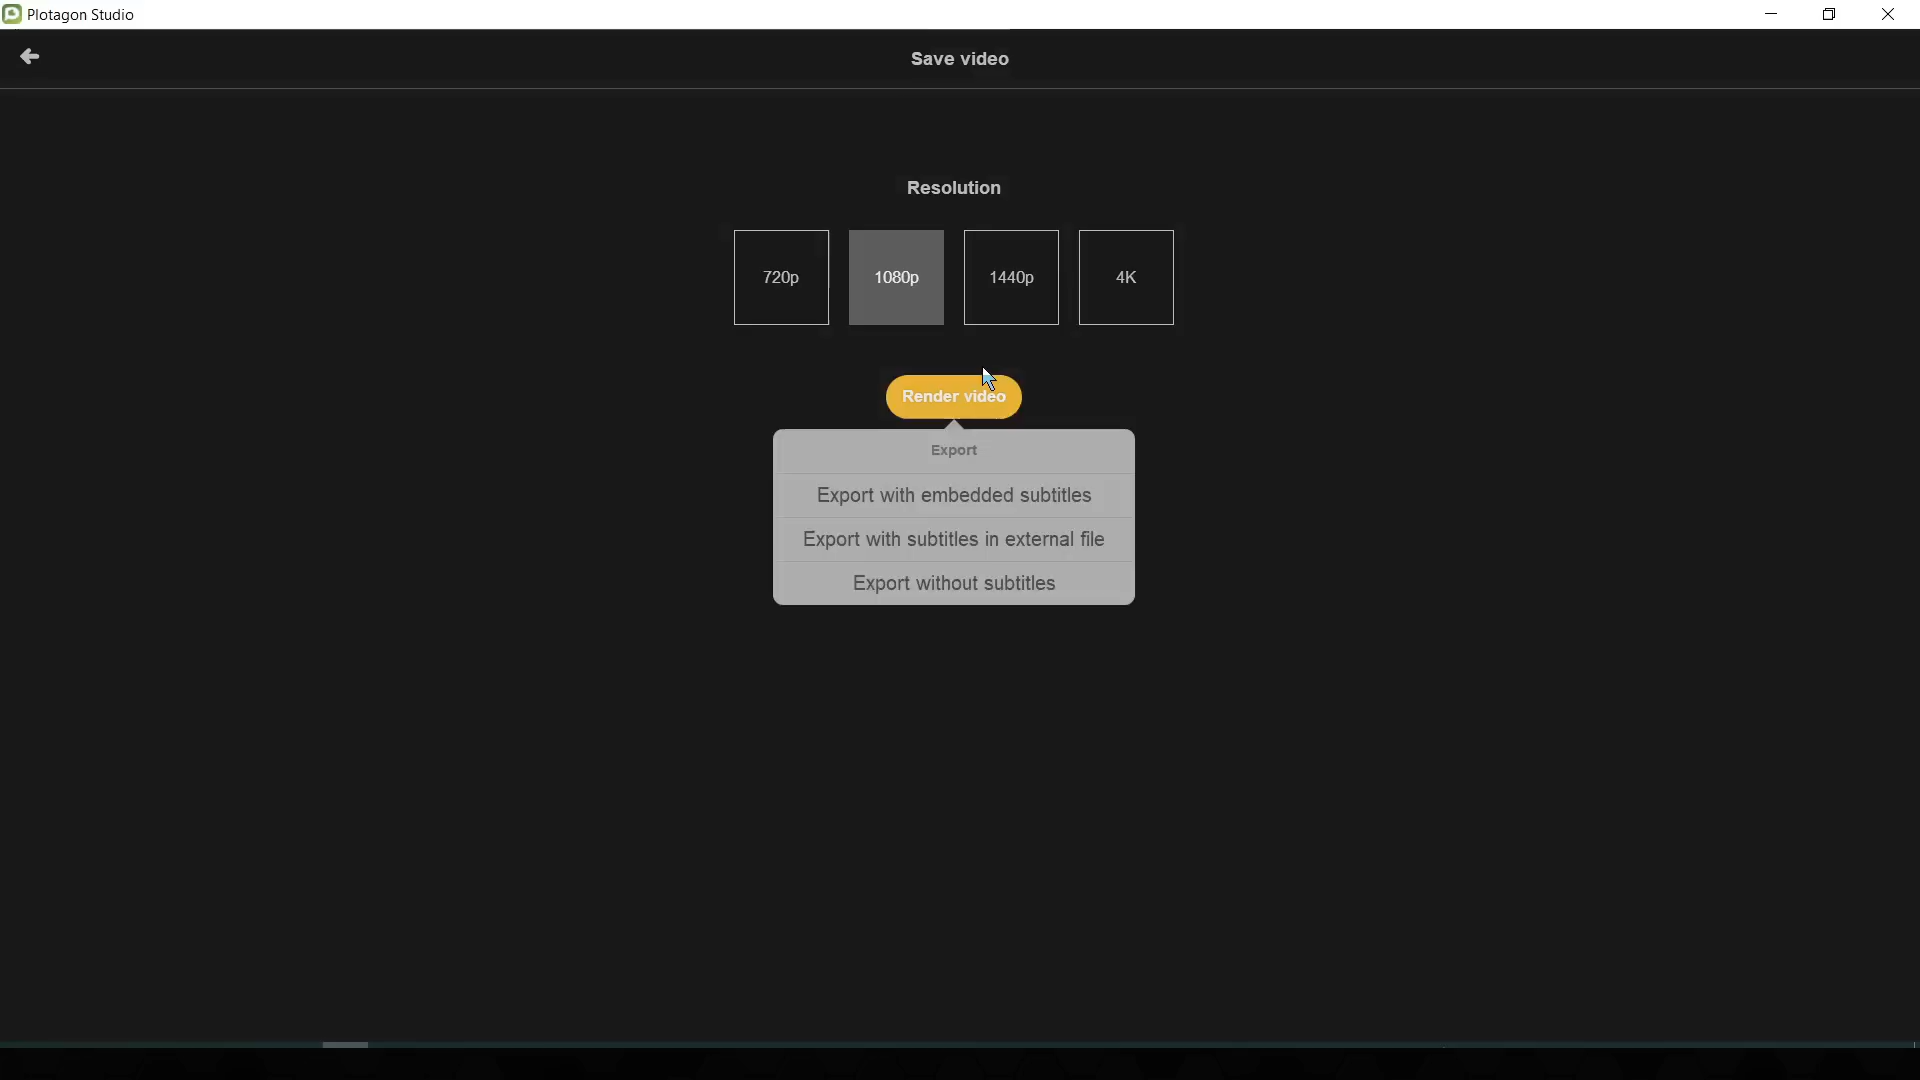 Plotagon Studio
Save video
Resolution
720p 1080p 1440p 4K
Render video
Export
Export with embedded subtitles
Export with subtitles in external file
Export without subtitles